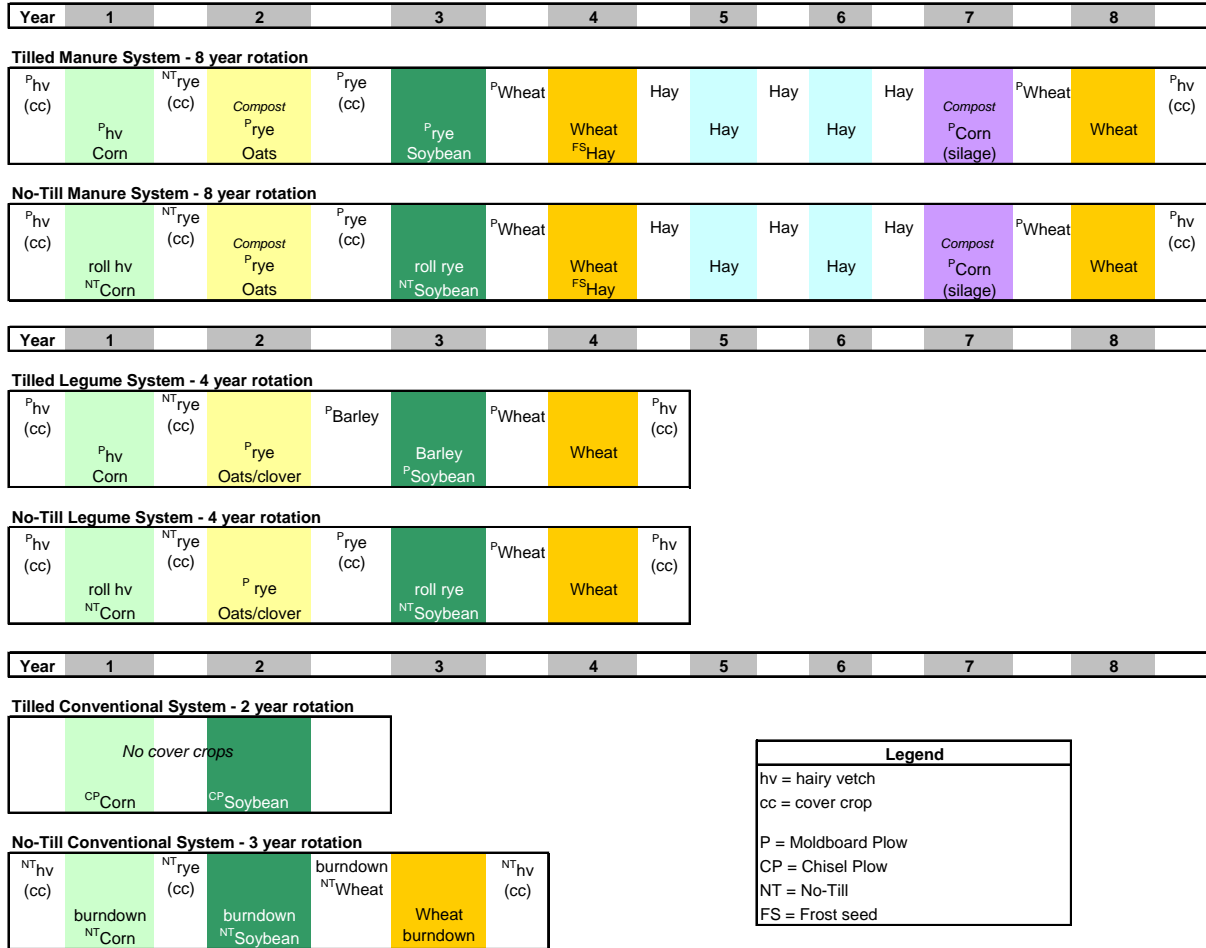 Year 1 2 3 4 5 6 7 8
Tilled Manure System - 8 year rotation
Phv NTrye Prye PWheat Hay Hay Hay PWheat Phv
(cc) (cc) Compost (cc) Compost (cc)
Phv Prye Prye Wheat Hay Hay PCorn Wheat
Corn Oats Soybean FSHay (silage)
No-Till Manure System - 8 year rotation
Phv NTrye Prye PWheat Hay Hay Hay PWheat Phv
(cc) (cc) Compost (cc) Compost (cc)
roll hv Prye roll rye Wheat Hay Hay PCorn Wheat
NTCorn Oats NTSoybean FSHay (silage)
Year 1 2 3 4 5 6 7 8
Tilled Legume System - 4 year rotation
Phv NTrye PBarley PWheat Phv
(cc) (cc) (cc)
Phv Prye Barley Wheat
Corn Oats/clover PSoybean
No-Till Legume System - 4 year rotation
Phv NTrye Prye PWheat Phv
(cc) (cc) (cc) (cc)
roll hv P rye roll rye Wheat
NTCorn Oats/clover NTSoybean
Year 1 2 3 4 5 6 7 8
Tilled Conventional System - 2 year rotation
No cover crops
CPCorn CPSoybean
No-Till Conventional System - 3 year rotation
NThv NTrye burndown NThv
(cc) (cc) NTWheat (cc)
burndown burndown Wheat
NTCorn NTSoybean burndown
Legend
hv = hairy vetch
cc = cover crop
P = Moldboard Plow
CP = Chisel Plow
NT = No-Till
FS = Frost seed